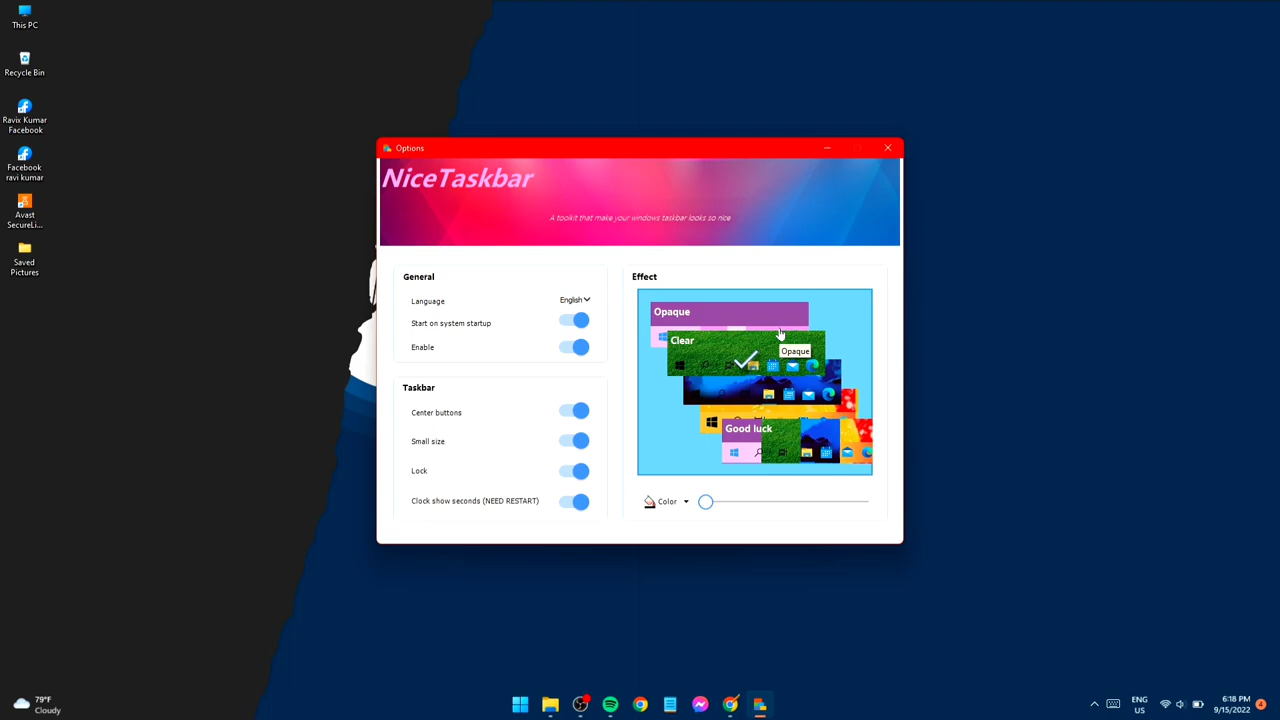 This PC
Recycle Bin
Ravix Kumar
Facebook
Facebook
ravi kumar
Avast
SecureLi...
Saved
Pictures
Options
NiceTaskbar
A toolkit that make your windows taskbar looks so nice
General
Language
English
Start on system startup
Enable
Taskbar
Center buttons
Small size
Lock
Clock show seconds (NEED RESTART)
Effect
Opaque
Clear
Opaque
Good luck
Color
79°F
Cloudy
ENG
US
6:18 PM
9/15/2022
4